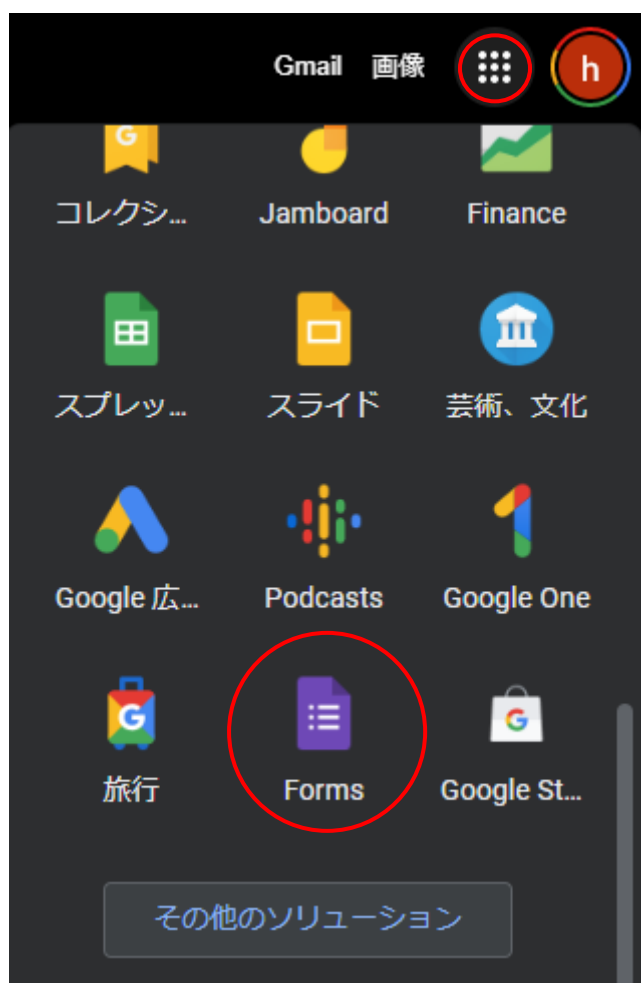 Gmail 画像 h
G
コレクシ... Jamboard Finance
スプレッ... スライド 芸術、文化
Google 広... Podcasts Google One
G G
旅行 Forms Google St...
その他のソリューション